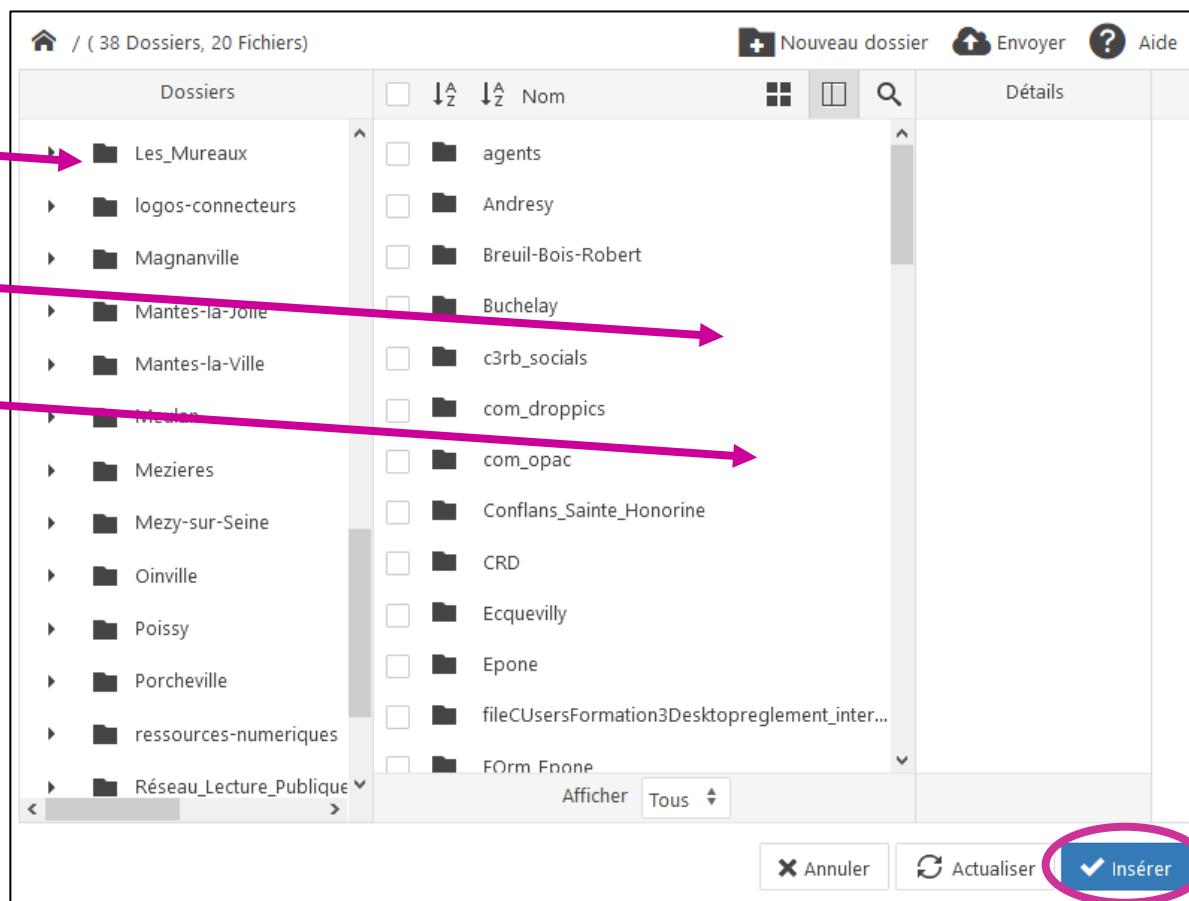 / ( 38 Dossiers, 20 Fichiers)
Nouveau dossier
Envoyer
Aide
Dossiers
Nom
Détails
Les_Mureaux
logos-connecteurs
Magnanville
Mantes-la-Jolie
Mantes-la-Ville
Meulan
Mezieres
Mezy-sur-Seine
Oinville
Poissy
Porcheville
ressources-numeriques
Réseau_Lecture_Publique
agents
Andresy
Breuil-Bois-Robert
Buchelay
c3rb_socials
com_droppics
com_opac
Conflans_Sainte_Honorine
CRD
Ecquevilly
Epone
fileCUsersFormation3Desktopreglement_inter...
FOrm_Epone
Afficher Tous
Annuler
Actualiser
Insérer